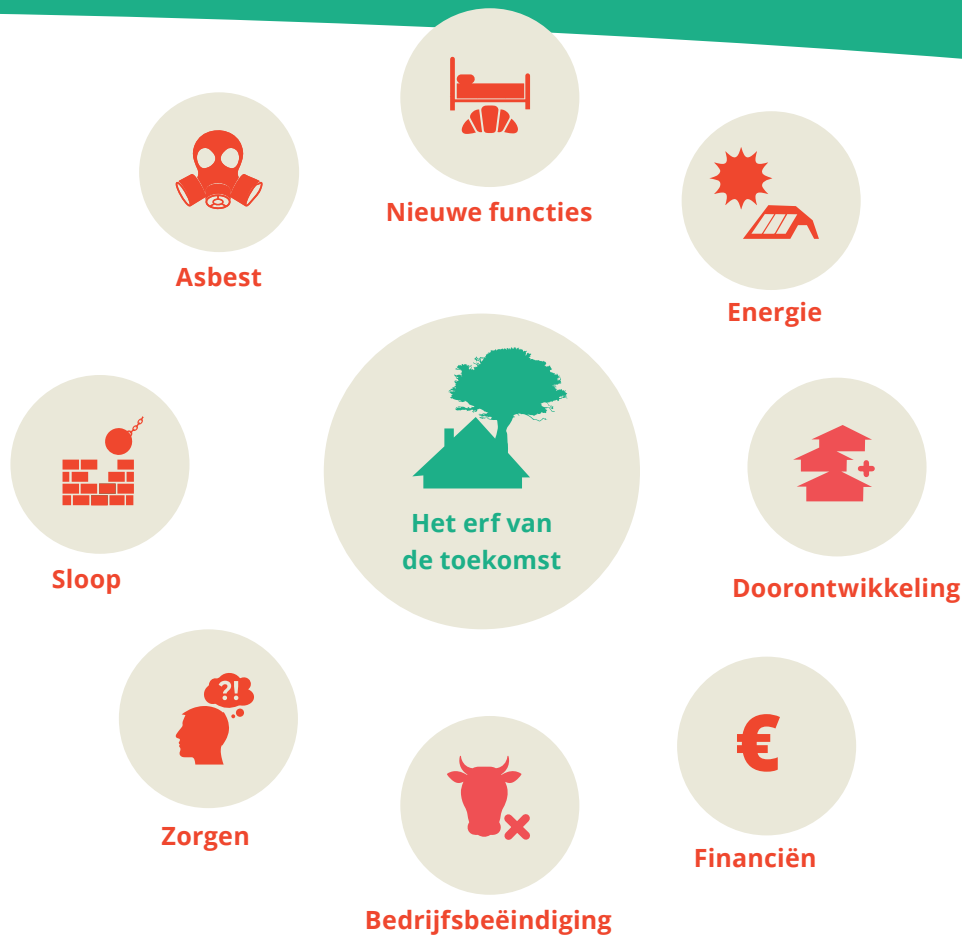 Nieuwe functies
Asbest
Energie
Het erf van
de toekomst
Sloop
Doorontwikkeling
?!
Zorgen
€
Financiën
Bedrijfsbeëindiging